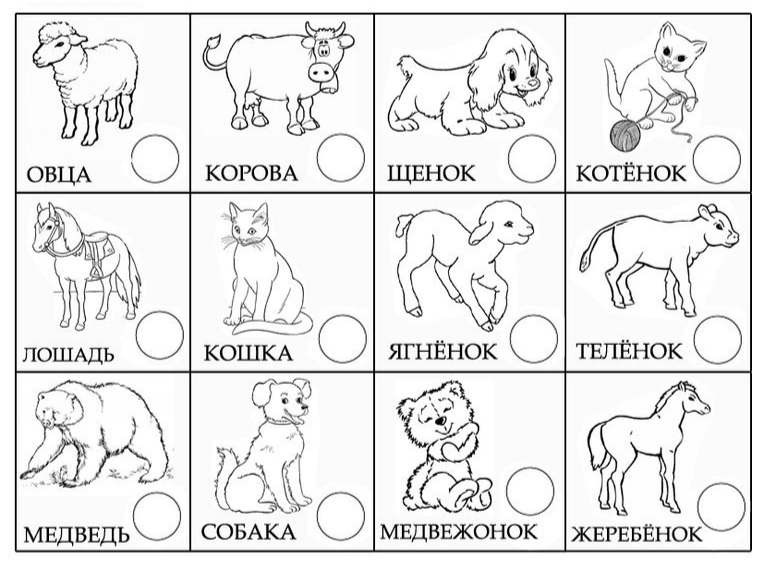 ОВЦА
КОРОВА
ЩЕНОК
КОТЁНОК
ЛОШАДЬ
КОШКА
ЯГНЁНОК
ТЕЛЁНОК
МЕДВЕДЬ
СОБАКА
МЕДВЕЖОНОК
ЖЕРЕБЁНОК